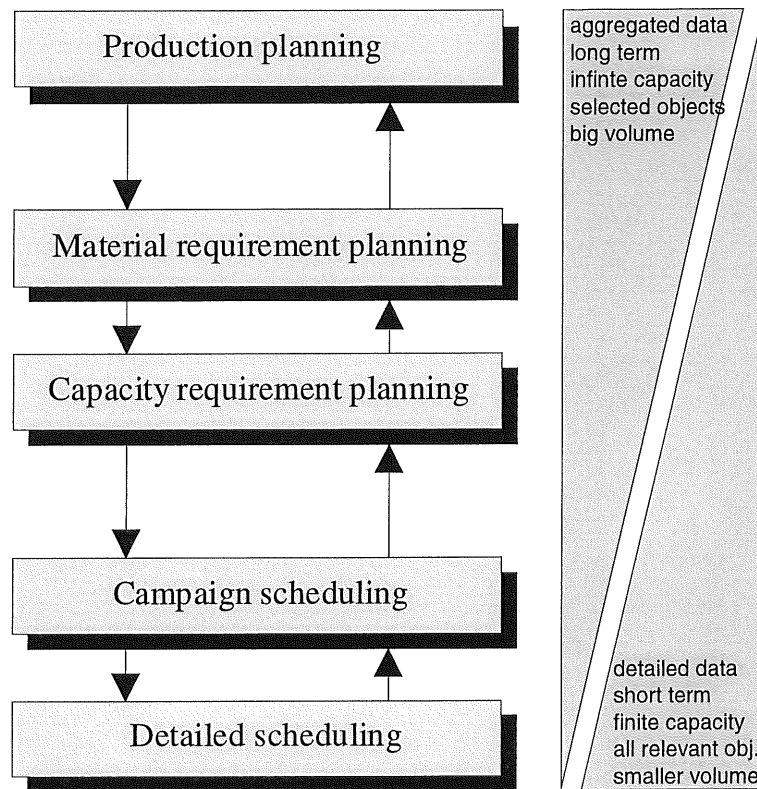 Production planning
Material requirement planning
Capacity requirement planning
Campaign scheduling
Detailed scheduling
aggregated data
long term
infinte capacity
selected objects
big volume
detailed data
short term
finite capacity
all relevant obj.
smaller volume